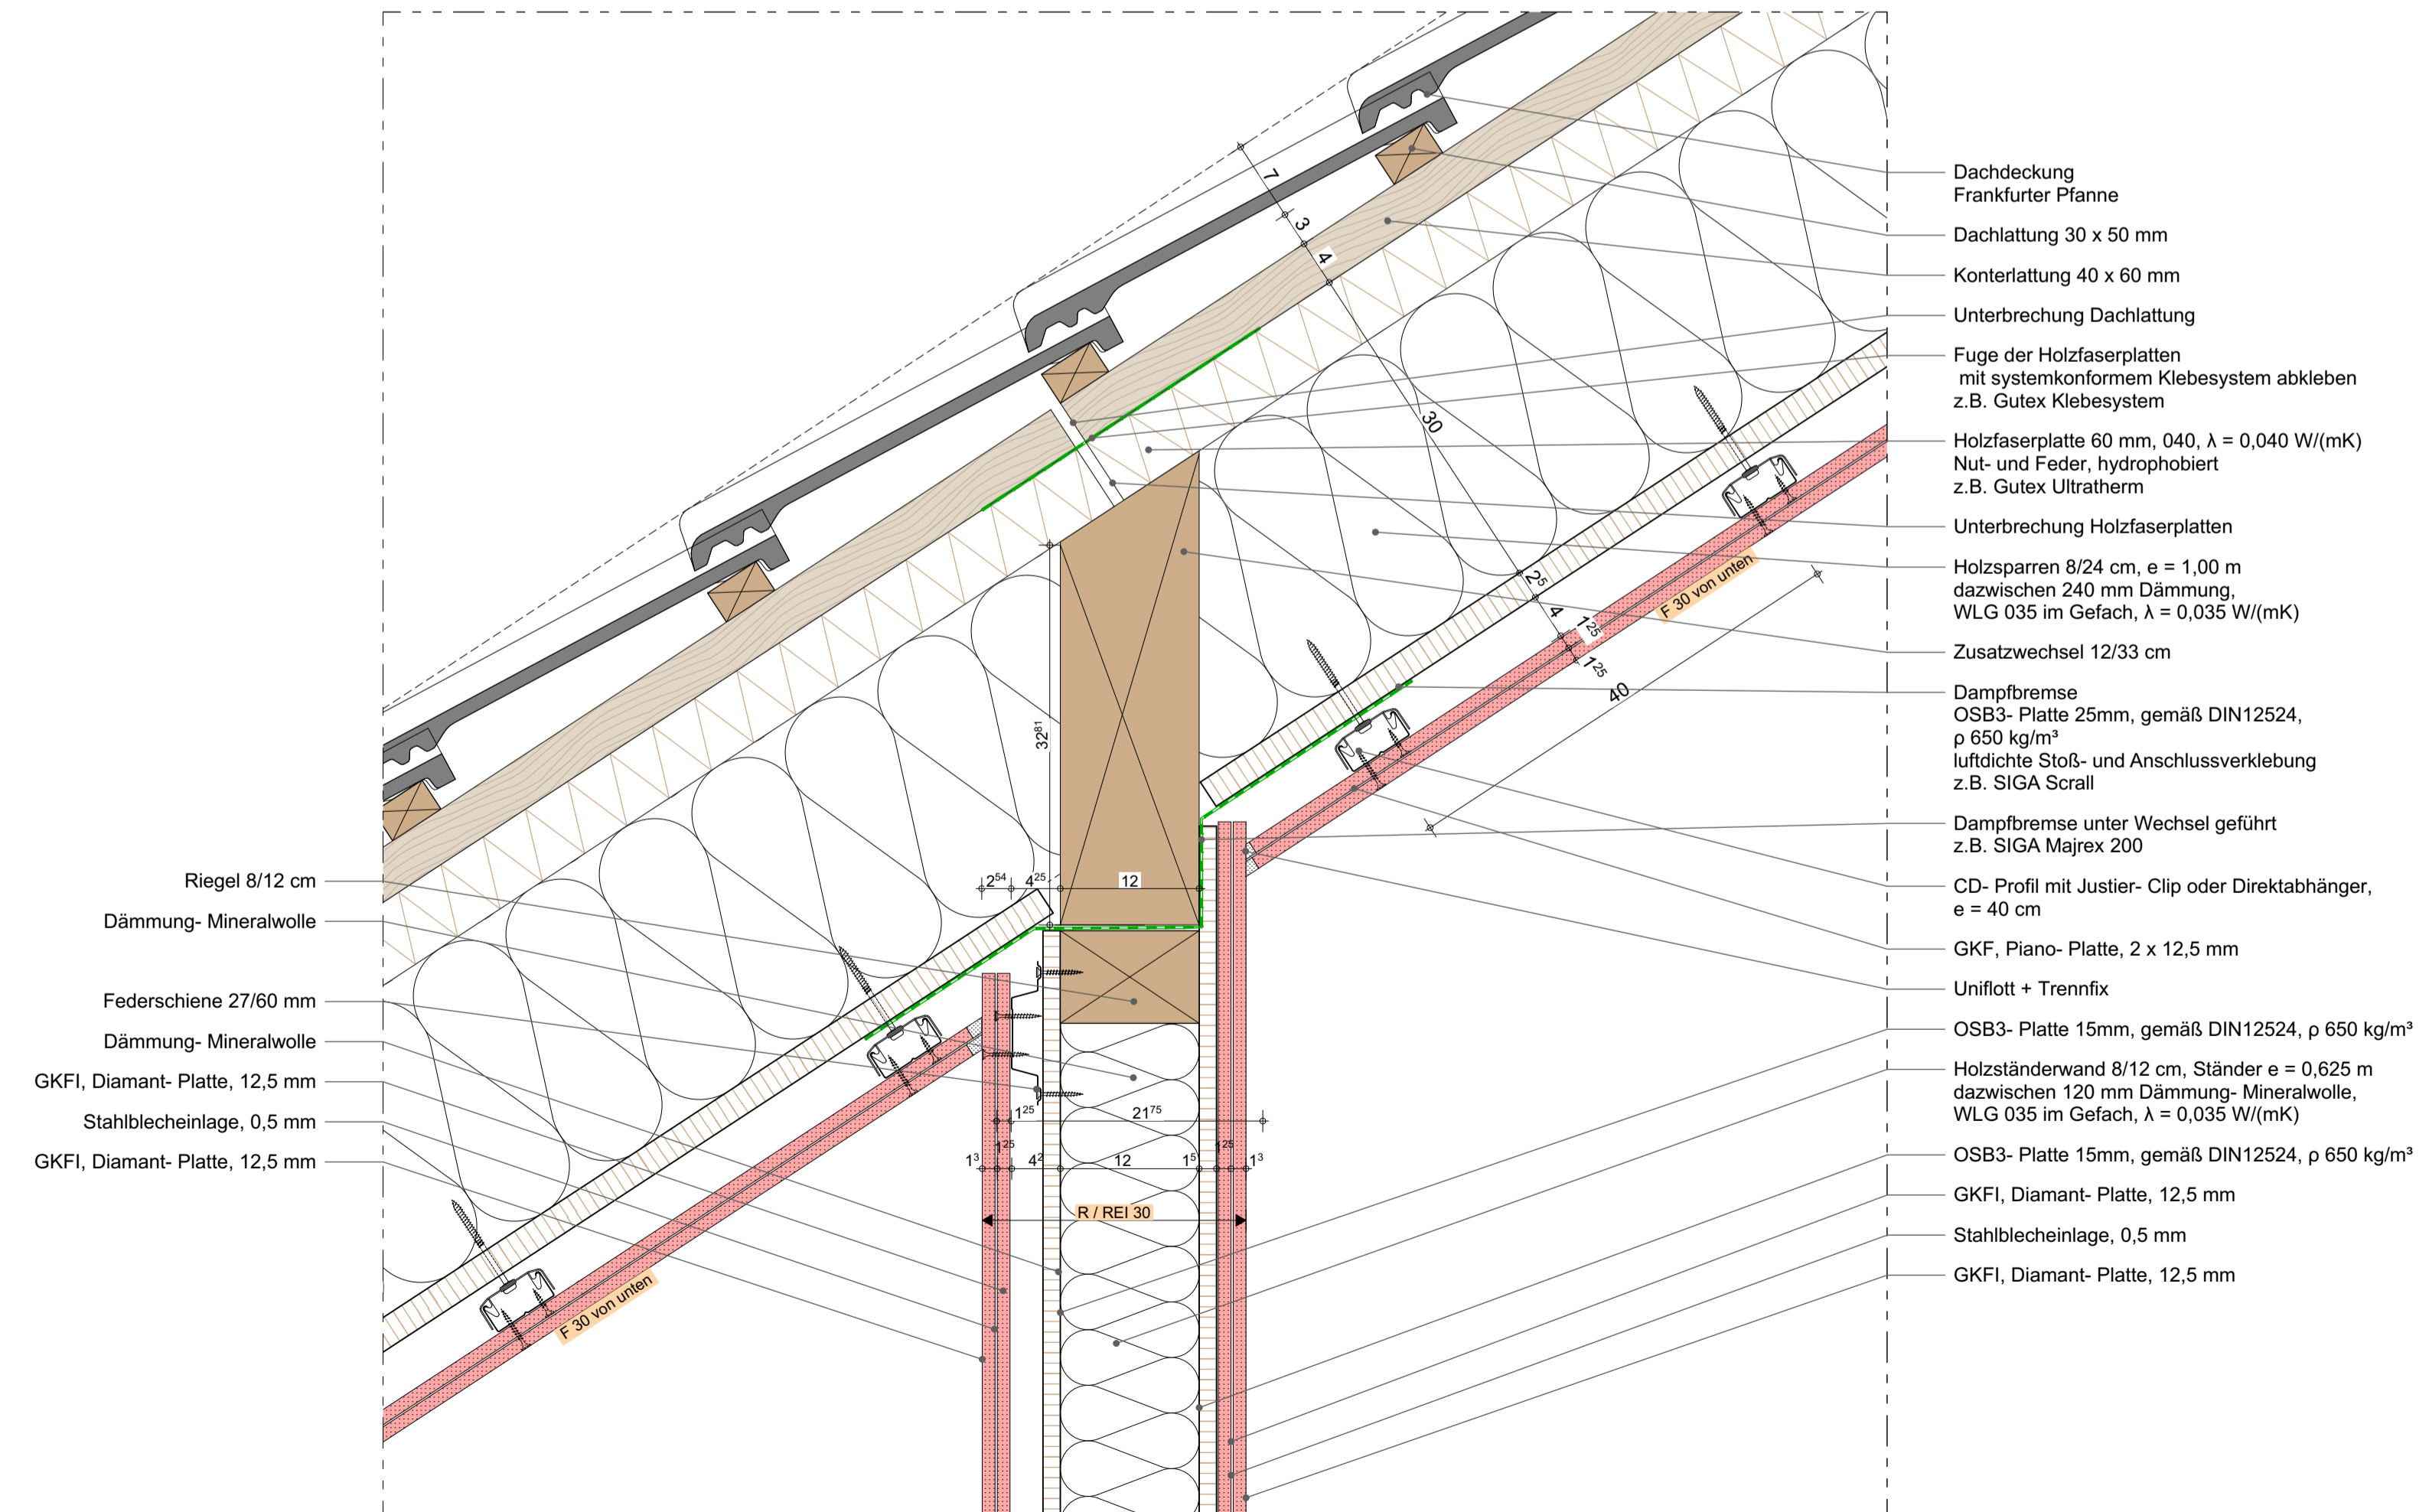 Dachdeckung
Frankfurter Pfanne
Dachlattung 30 x 50 mm
Konterlattung 40 x 60 mm
Unterbrechung Dachlattung
Fuge der Holzfaserplatten
mit systemkonformem Klebesystem abkleben
z.B. Gutex Klebesystem
Holzfaserplatte 60 mm, 040, λ = 0,040 W/(mK)
Nut- und Feder, hydrophobiert
z.B. Gutex Ultratherm
Unterbrechung Holzfaserplatten
Holzsparren 8/24 cm, e = 1,00 m
dazwischen 240 mm Dämmung,
WLG 035 im Gefach, λ = 0,035 W/(mK)
Zusatzwechsel 12/33 cm
Dampfbremse
OSB3- Platte 25mm, gemäß DIN12524,
ρ 650 kg/m³
luftdichte Stoß- und Anschlussverklebung
z.B. SIGA Scrall
Dampfbremse unter Wechsel geführt
z.B. SIGA Majrex 200
CD- Profil mit Justier- Clip oder Direktabhänger,
e = 40 cm
GKF, Piano- Platte, 2 x 12,5 mm
Uniflott + Trennfix
OSB3- Platte 15mm, gemäß DIN12524, ρ 650 kg/m³
Holzständerwand 8/12 cm, Ständer e = 0,625 m
dazwischen 120 mm Dämmung- Mineralwolle,
WLG 035 im Gefach, λ = 0,035 W/(mK)
OSB3- Platte 15mm, gemäß DIN12524, ρ 650 kg/m³
GKFI, Diamant- Platte, 12,5 mm
Stahlblecheinlage, 0,5 mm
GKFI, Diamant- Platte, 12,5 mm
Riegel 8/12 cm
Dämmung- Mineralwolle
Federschiene 27/60 mm
Dämmung- Mineralwolle
GKFI, Diamant- Platte, 12,5 mm
Stahlblecheinlage, 0,5 mm
GKFI, Diamant- Platte, 12,5 mm
7
3
4
30
2⁵
4
1²⁵
1²⁵
40
F 30 von unten
32⁸¹
2⁵⁴ 4²⁵ 12
1²⁵ 21⁷⁵
1²⁵ 1²⁵
1³ 4² 12 1⁵ 1³
R / REI 30
F 30 von unten